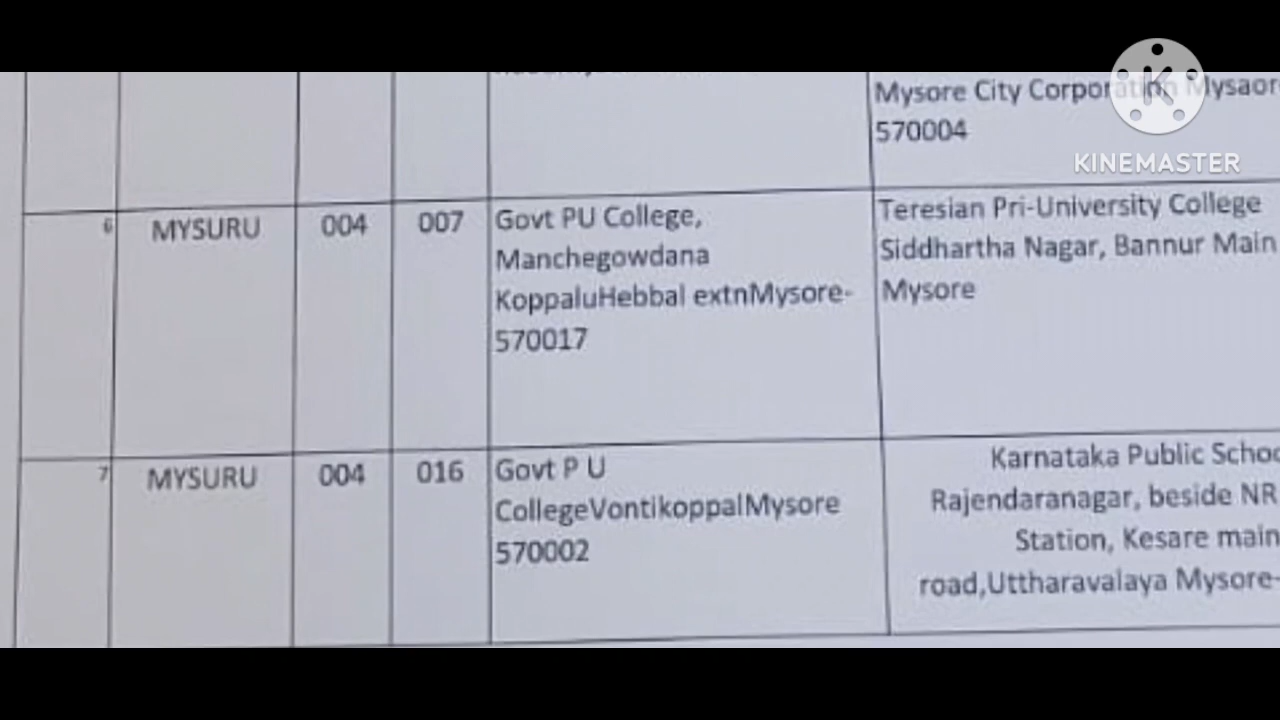 Mysore City Corporation Mysaor
570004
KINEMASTER
6 MYSURU 004 007 Govt PU College,
Manchegowdana
KoppaluHebbal extnMysore-
570017
Teresian Pri-University College
Siddhartha Nagar, Bannur Main
Mysore
7 MYSURU 004 016 Govt P U
CollegeVontikoppalMysore
570002
Karnataka Public Schoo
Rajendaranagar, beside NR
Station, Kesare main
road,Uttharavalaya Mysore-